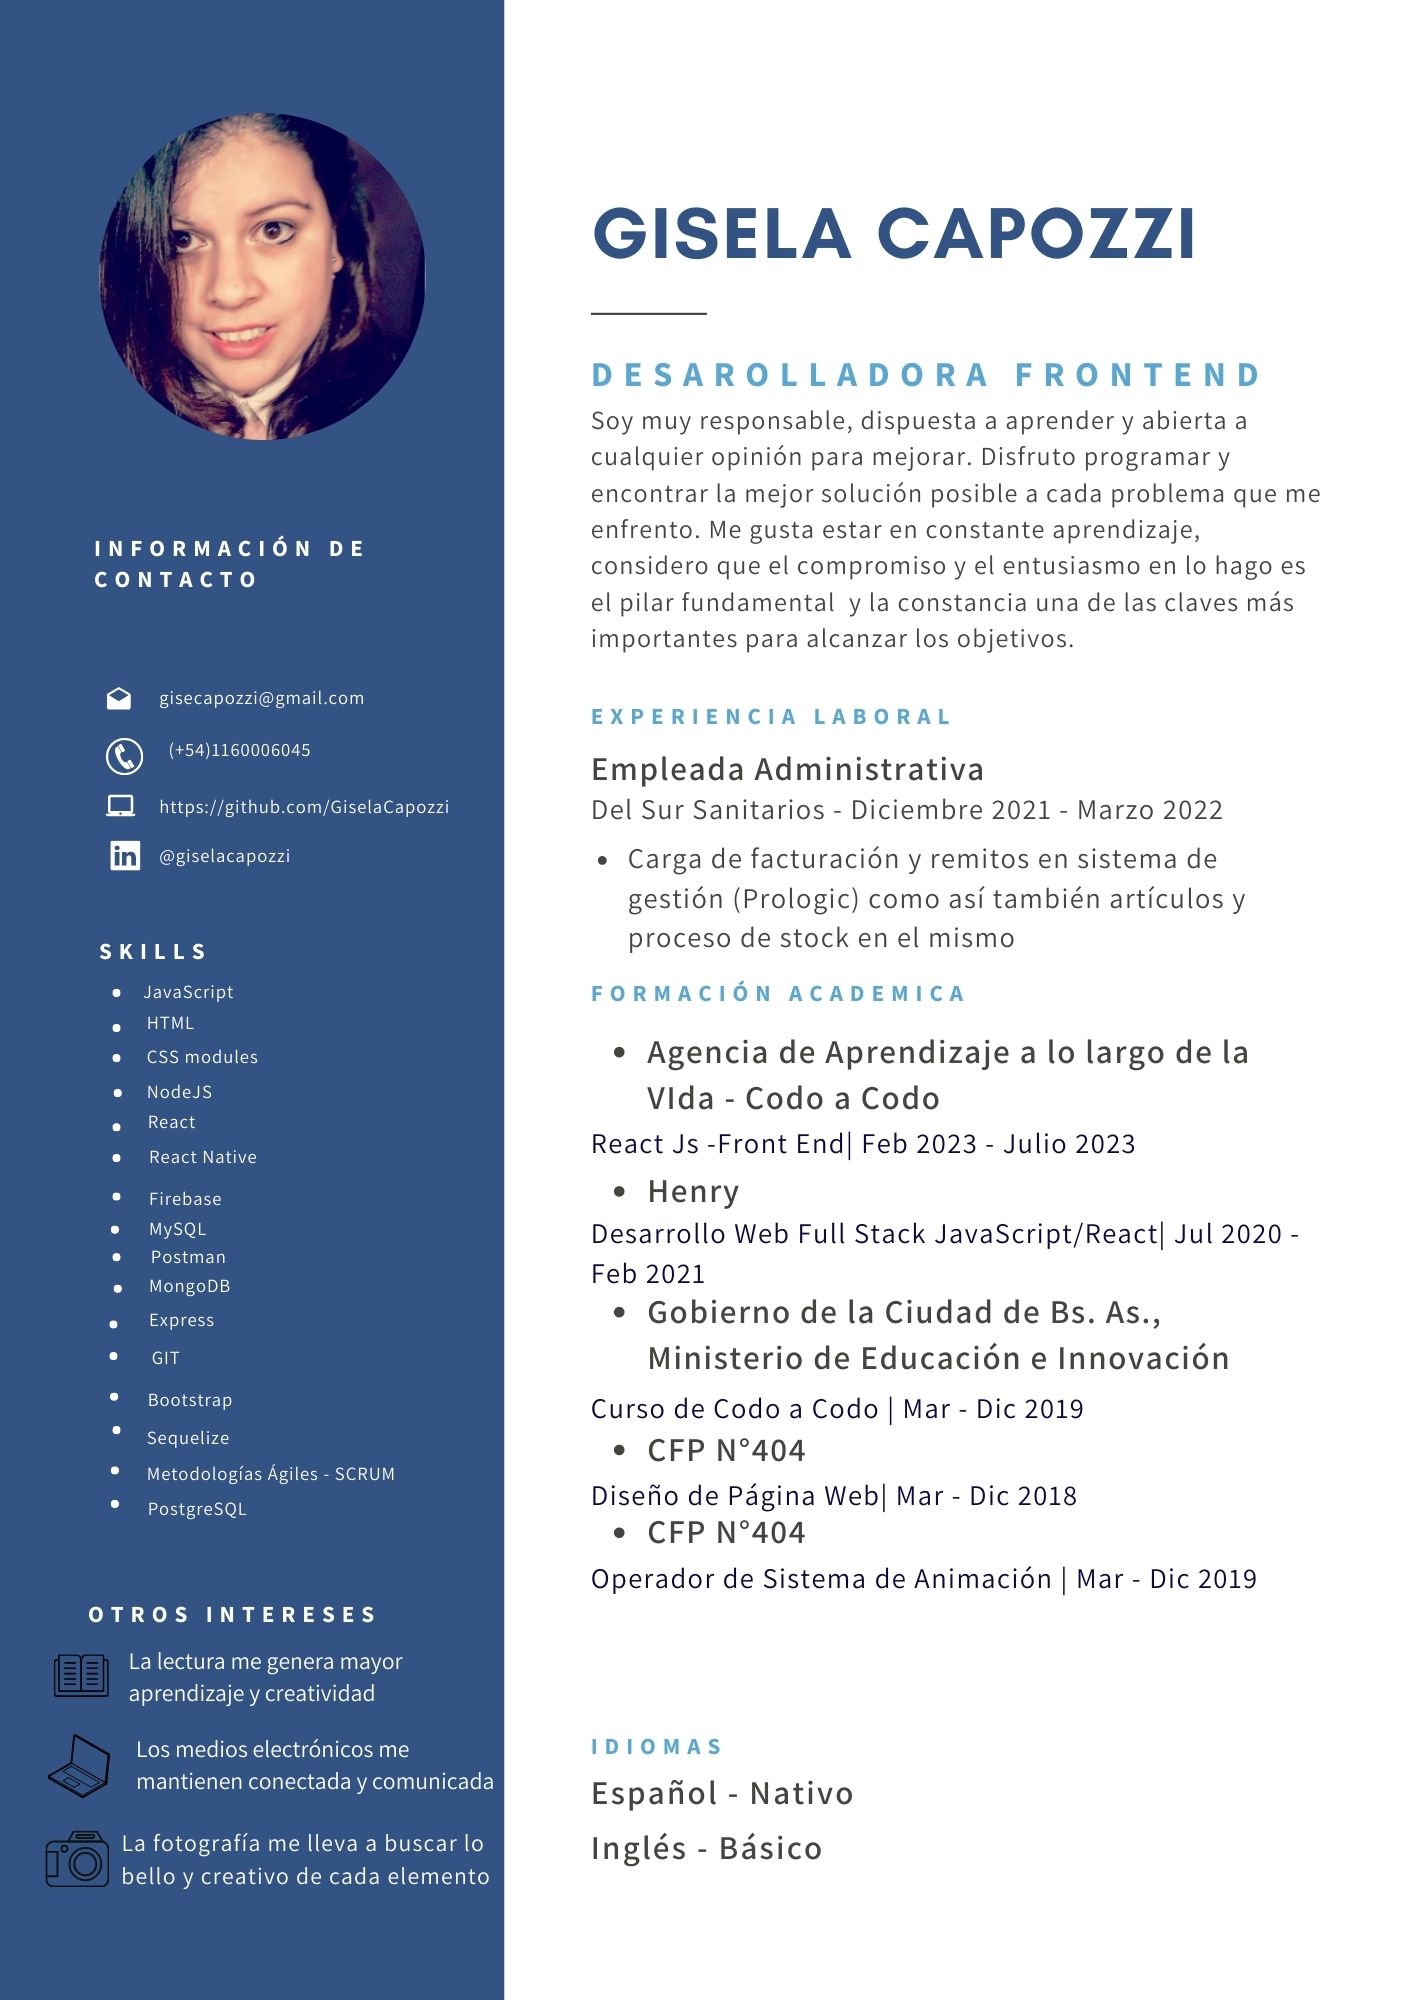 INFORMACIÓN DE
CONTACTO
gisecapozzi@gmail.com
(+54)1160006045
https://github.com/GiselaCapozzi
in @giselacapozzi
SKILLS
• JavaScript
• HTML
• CSS modules
• NodeJS
• React
• React Native
• Firebase
• MySQL
• Postman
• MongoDB
• Express
• GIT
• Bootstrap
• Sequelize
• Metodologías Ágiles - SCRUM
• PostgreSQL
OTROS INTERESES
La lectura me genera mayor
aprendizaje y creatividad
Los medios electrónicos me
mantienen conectada y comunicada
La fotografía me lleva a buscar lo
bello y creativo de cada elemento
GISELA CAPOZZI
DESAROLLADORA FRONTEND
Soy muy responsable, dispuesta a aprender y abierta a
cualquier opinión para mejorar. Disfruto programar y
encontrar la mejor solución posible a cada problema que me
enfrento. Me gusta estar en constante aprendizaje,
considero que el compromiso y el entusiasmo en lo hago es
el pilar fundamental  y la constancia una de las claves más
importantes para alcanzar los objetivos.
EXPERIENCIA LABORAL
Empleada Administrativa
Del Sur Sanitarios - Diciembre 2021 - Marzo 2022
• Carga de facturación y remitos en sistema de
gestión (Prologic) como así también artículos y
proceso de stock en el mismo
FORMACIÓN ACADEMICA
• Agencia de Aprendizaje a lo largo de la
VIda - Codo a Codo
React Js -Front End| Feb 2023 - Julio 2023
• Henry
Desarrollo Web Full Stack JavaScript/React| Jul 2020 -
Feb 2021
• Gobierno de la Ciudad de Bs. As.,
Ministerio de Educación e Innovación
Curso de Codo a Codo | Mar - Dic 2019
• CFP N°404
Diseño de Página Web| Mar - Dic 2018
• CFP N°404
Operador de Sistema de Animación | Mar - Dic 2019
IDIOMAS
Español - Nativo
Inglés - Básico